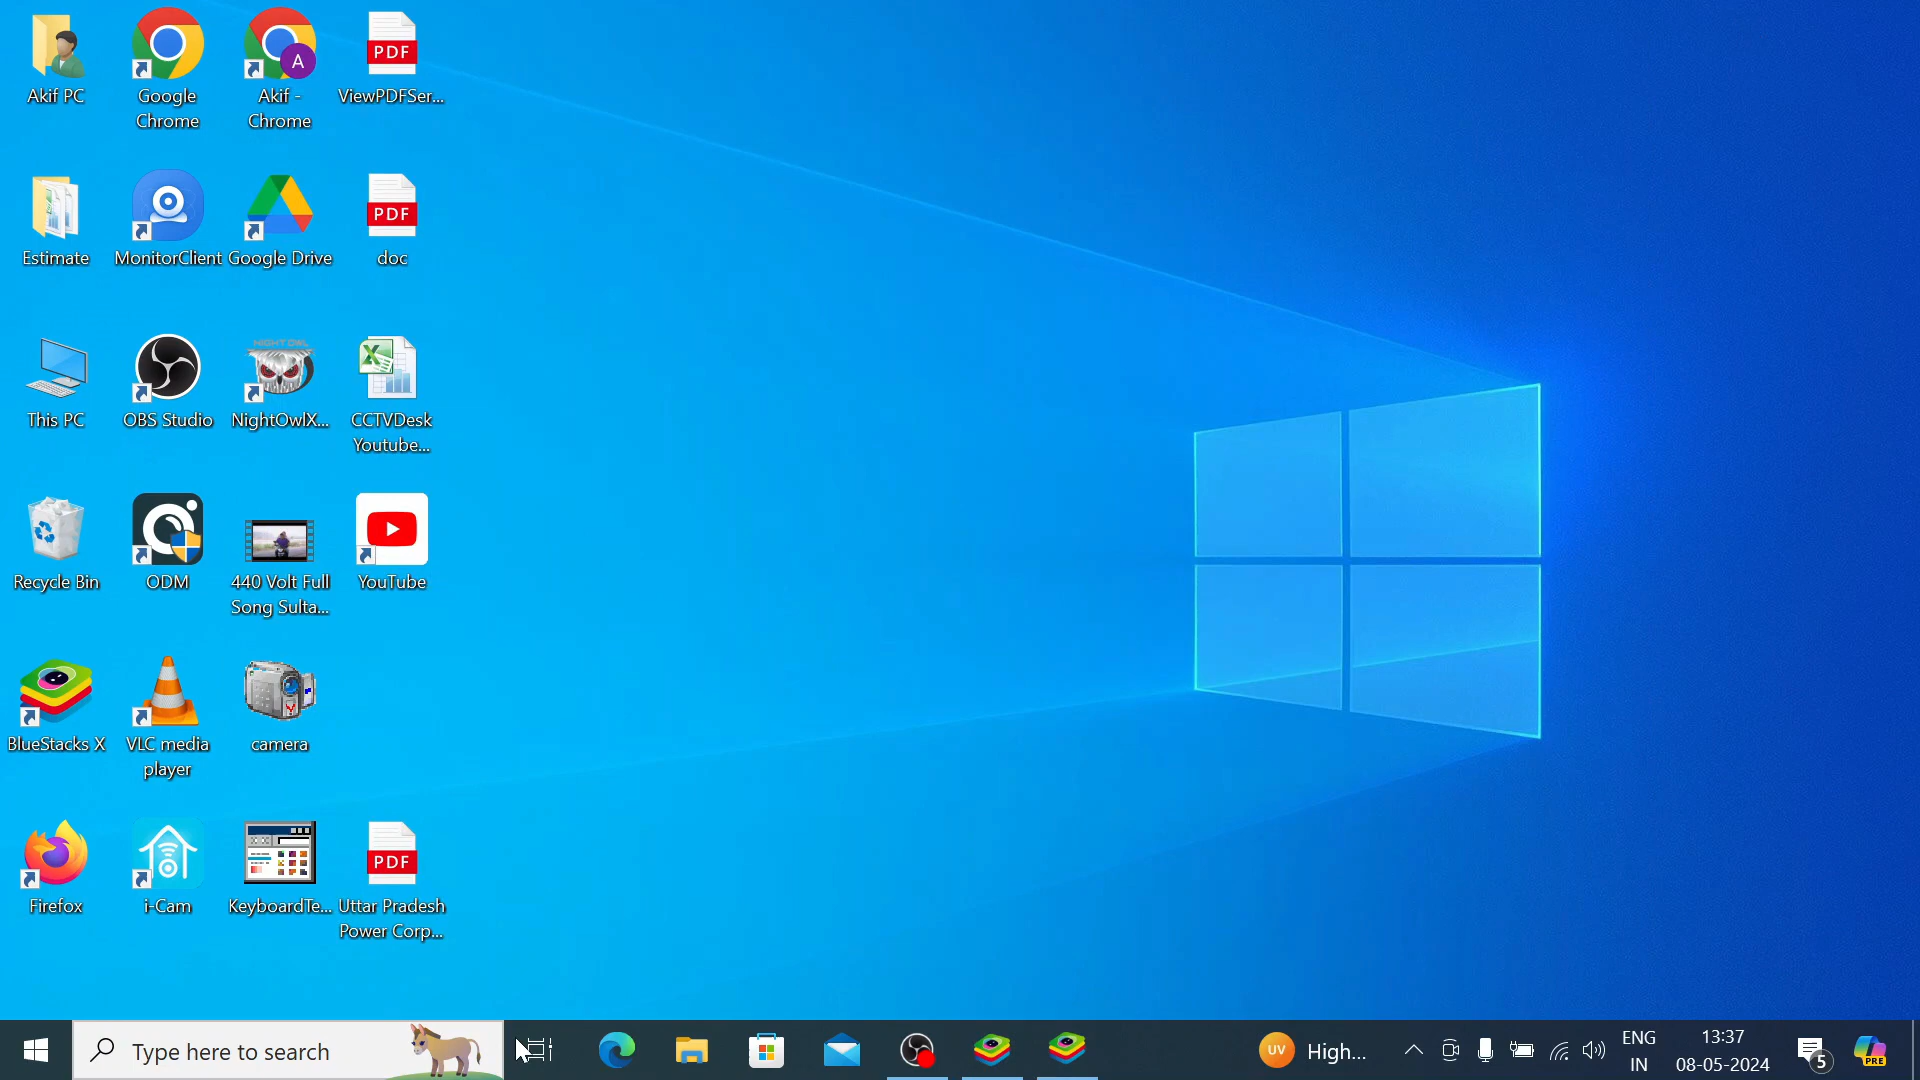 Akif PC
Google
Chrome
A
Akif -
Chrome
PDF
ViewPDFSer...
Estimate
MonitorClient
Google Drive
PDF
doc
This PC
OBS Studio
NIGHT OWL
NightOwlX...
CCTVDesk
Youtube...
Recycle Bin
ODM
440 Volt Full
Song Sulta...
YouTube
BlueStacks X
VLC media
player
camera
Firefox
i-Cam
KeyboardTe...
PDF
Uttar Pradesh
Power Corp...
Type here to search
UV
High...
ENG
IN
13:37
08-05-2024
5
PRE